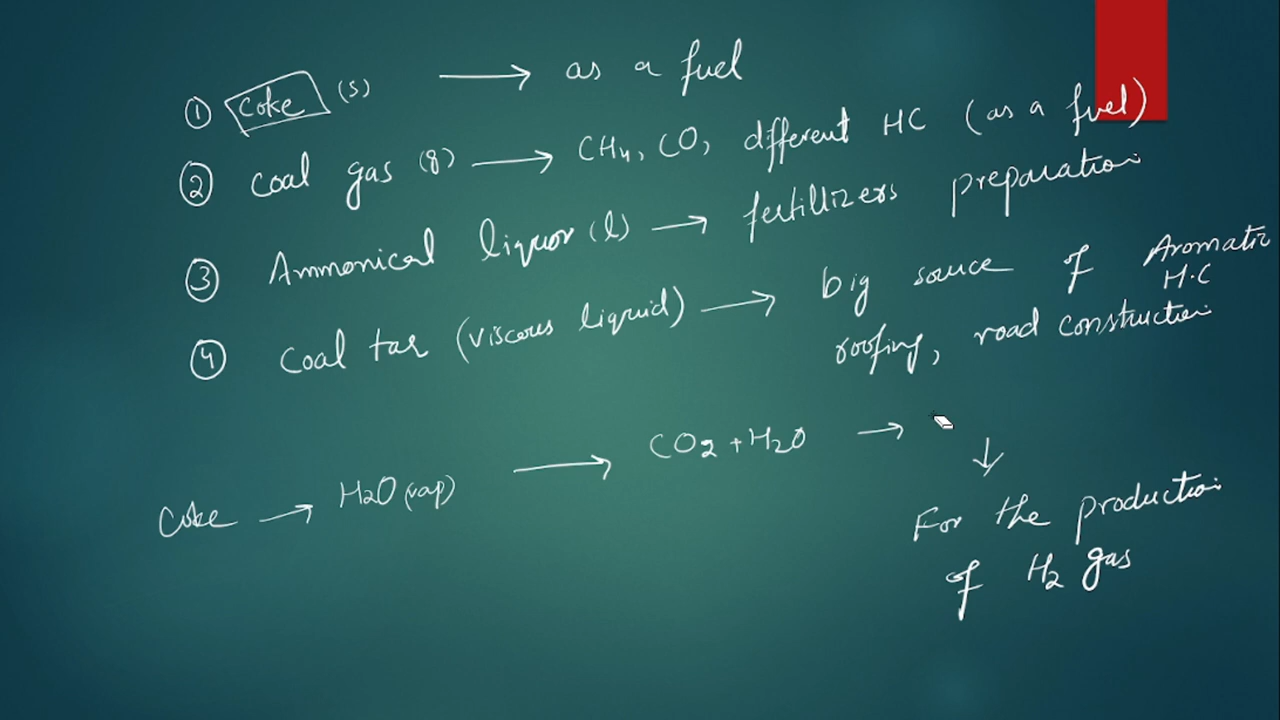 ① Coke (s) → as a fuel
② Coal gas (g) → CH4, CO, different HC (as a fuel)
③ Ammonical liquor (l) → fertillizers preparation
④ Coal tar (viscous liquid) → big source of Aromatic H.C
roofing, road construction
Coke → H2O (vap) → CO2 + H2O →
↓
For the production
of H2 gas